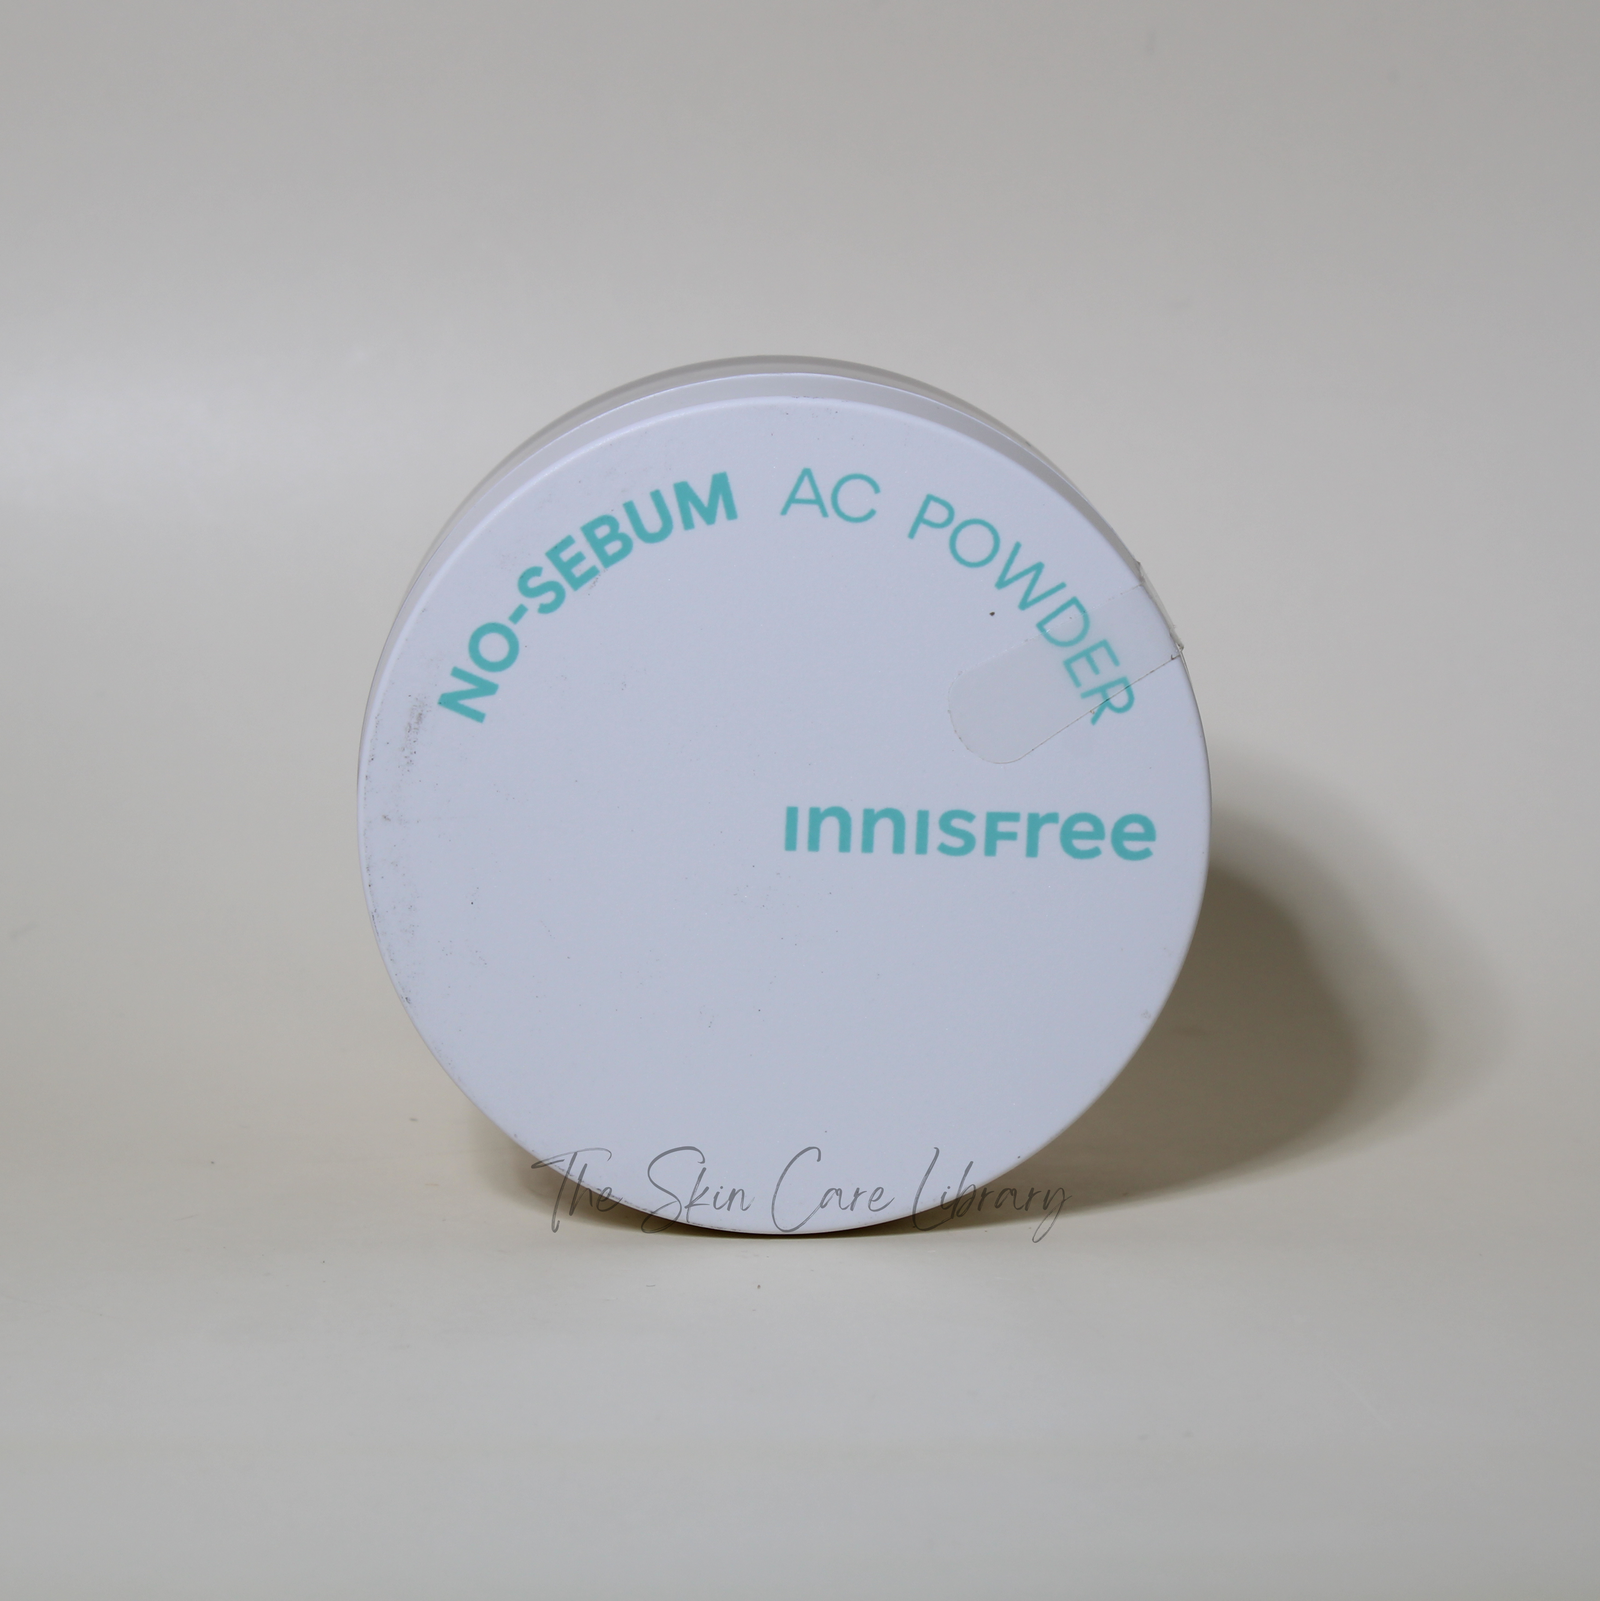 NO-SEBUM AC POWDER
INNISFree
The Skin Care Library